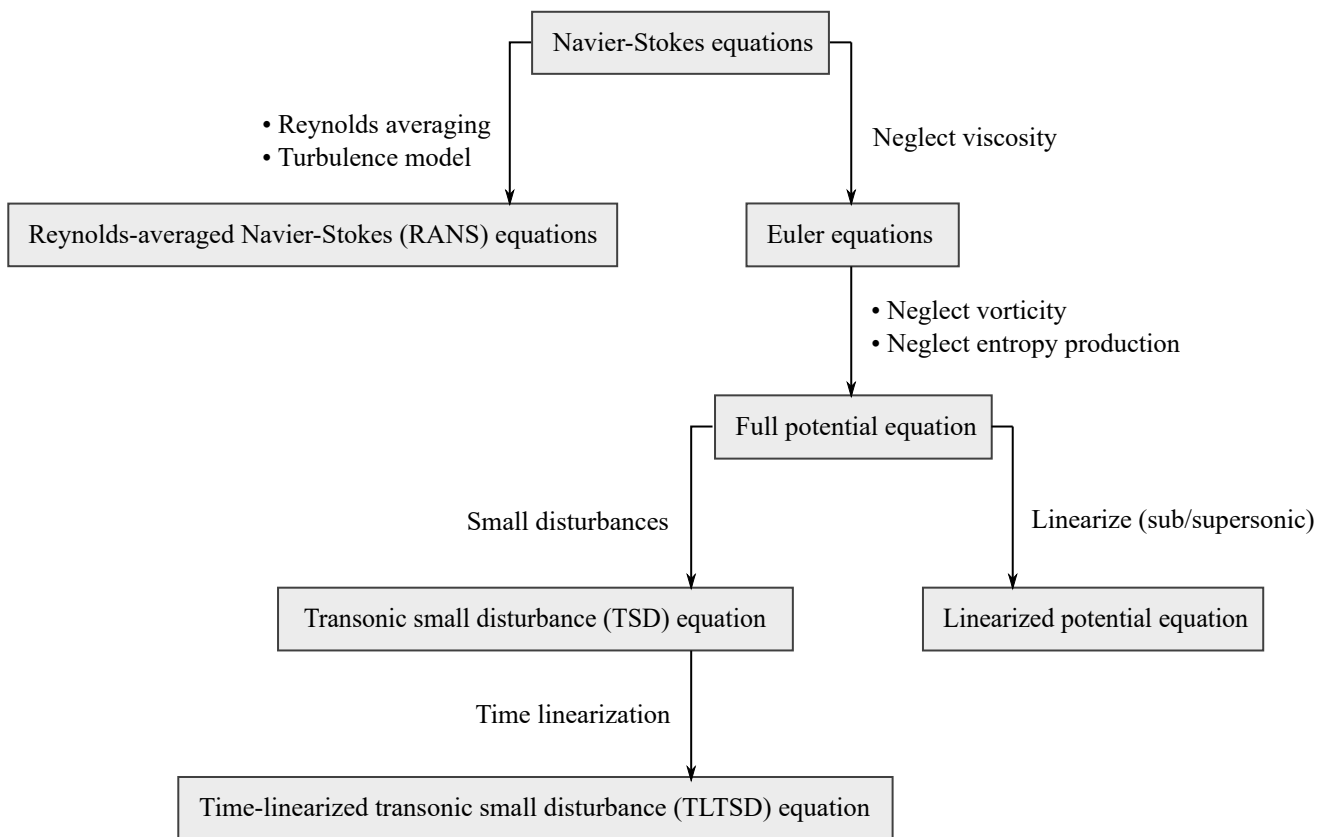 Navier-Stokes equations
• Reynolds averaging
• Turbulence model
Neglect viscosity
Reynolds-averaged Navier-Stokes (RANS) equations
Euler equations
• Neglect vorticity
• Neglect entropy production
Full potential equation
Small disturbances
Linearize (sub/supersonic)
Transonic small disturbance (TSD) equation
Linearized potential equation
Time linearization
Time-linearized transonic small disturbance (TLTSD) equation